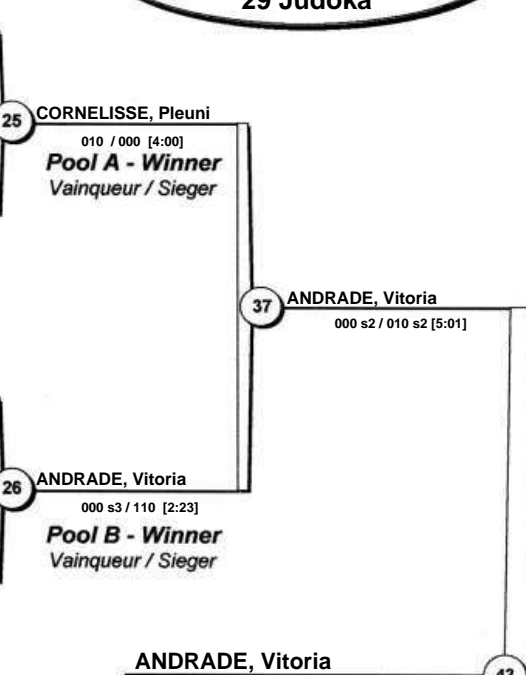 29 Judoka
25
CORNELISSE, Pleuni
010 / 000 [4:00]
Pool A - Winner
Vainqueur / Sieger
37
ANDRADE, Vitoria
000 s2 / 010 s2 [5:01]
26
ANDRADE, Vitoria
000 s3 / 110 [2:23]
Pool B - Winner
Vainqueur / Sieger
ANDRADE, Vitoria